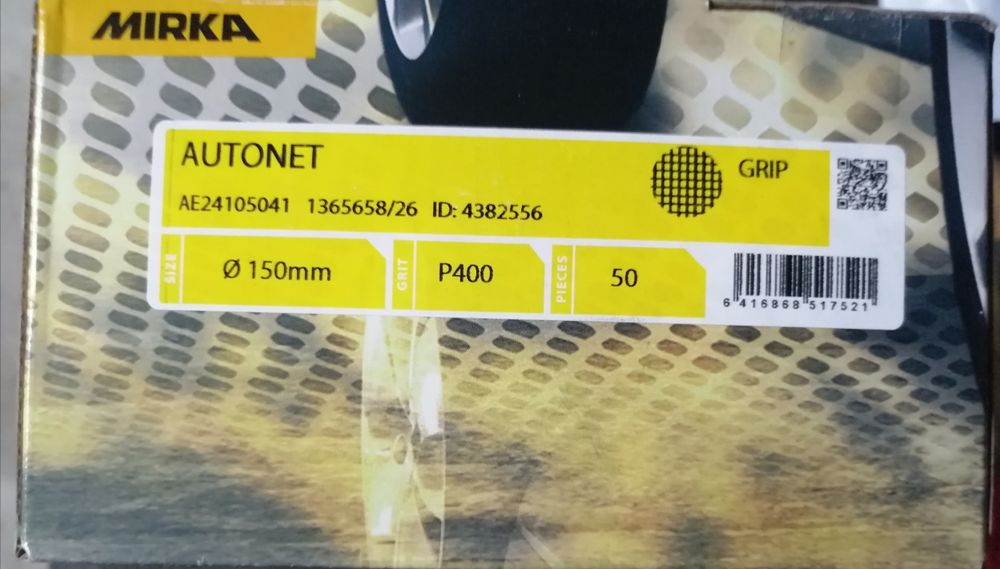 MIRKA
AUTONET
GRIP
AE24105041 1365658/26 ID: 4382556
SIZE Ø 150mm GRIT P400 PIECES 50
6 416868 517521